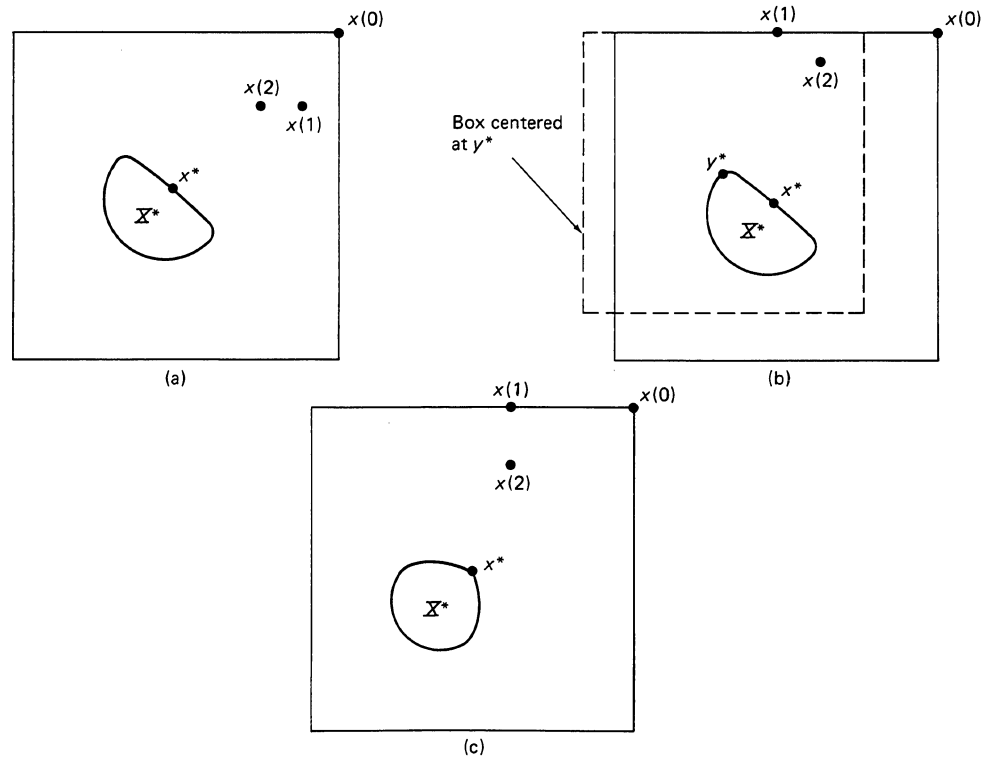 x(0)
x(2)
x(1)
x*
X*
(a)
x(1)
x(0)
x(2)
Box centered
at y*
y*
x*
X*
(b)
x(1)
x(0)
x(2)
x*
X*
(c)